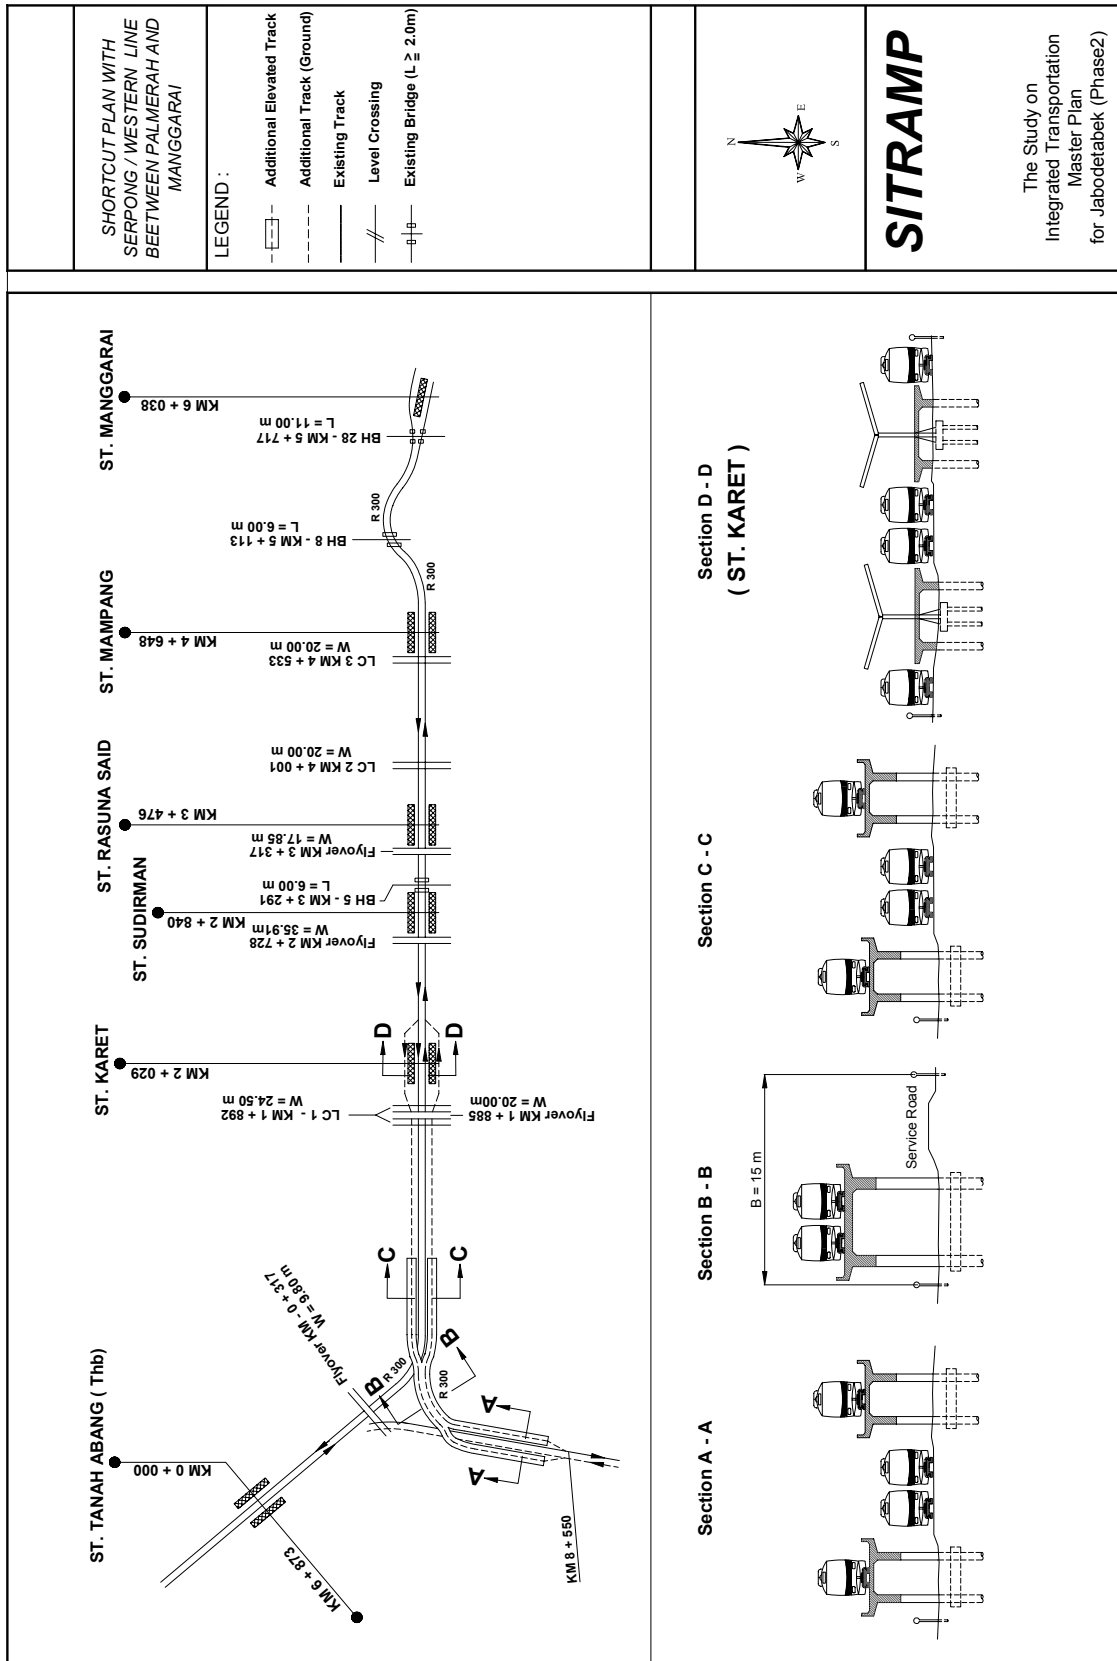 SHORTCUT PLAN WITH
SERPONG / WESTERN LINE
BEETWEEN PALMERAH AND
MANGGARAI
LEGEND :
Additional Elevated Track
Additional Track (Ground)
Existing Track
Level Crossing
Existing Bridge (L ≧ 2.0m)
N
E
W
S
SITRAMP
The Study on
Integrated Transportation
Master Plan
for Jabodetabek (Phase2)
ST. TANAH ABANG ( Thb)
KM 0 + 000
KM 6 + 873
Flyover KM - 0 + 317
W = 9.80 m
R 300
R 300
B
B
A
A
KM 8 + 550
C
C
ST. KARET
KM 2 + 029
LC 1 - KM 1 + 892
W = 24.50 m
Flyover KM 1 + 885
W = 20.00m
D
D
ST. SUDIRMAN
KM 2 + 840
Flyover KM 2 + 728
W = 35.91m
BH 5 - KM 3 + 291
L = 6.00 m
ST. RASUNA SAID
KM 3 + 476
Flyover KM 3 + 317
W = 17.85 m
LC 2 KM 4 + 001
W = 20.00 m
ST. MAMPANG
KM 4 + 648
LC 3 KM 4 + 533
W = 20.00 m
R 300
BH 8 - KM 5 + 113
L = 6.00 m
R 300
BH 28 - KM 5 + 717
L = 11.00 m
ST. MANGGARAI
KM 6 + 038
Section A - A
Section B - B
B = 15 m
Service Road
Section C - C
Section D - D
( ST. KARET )